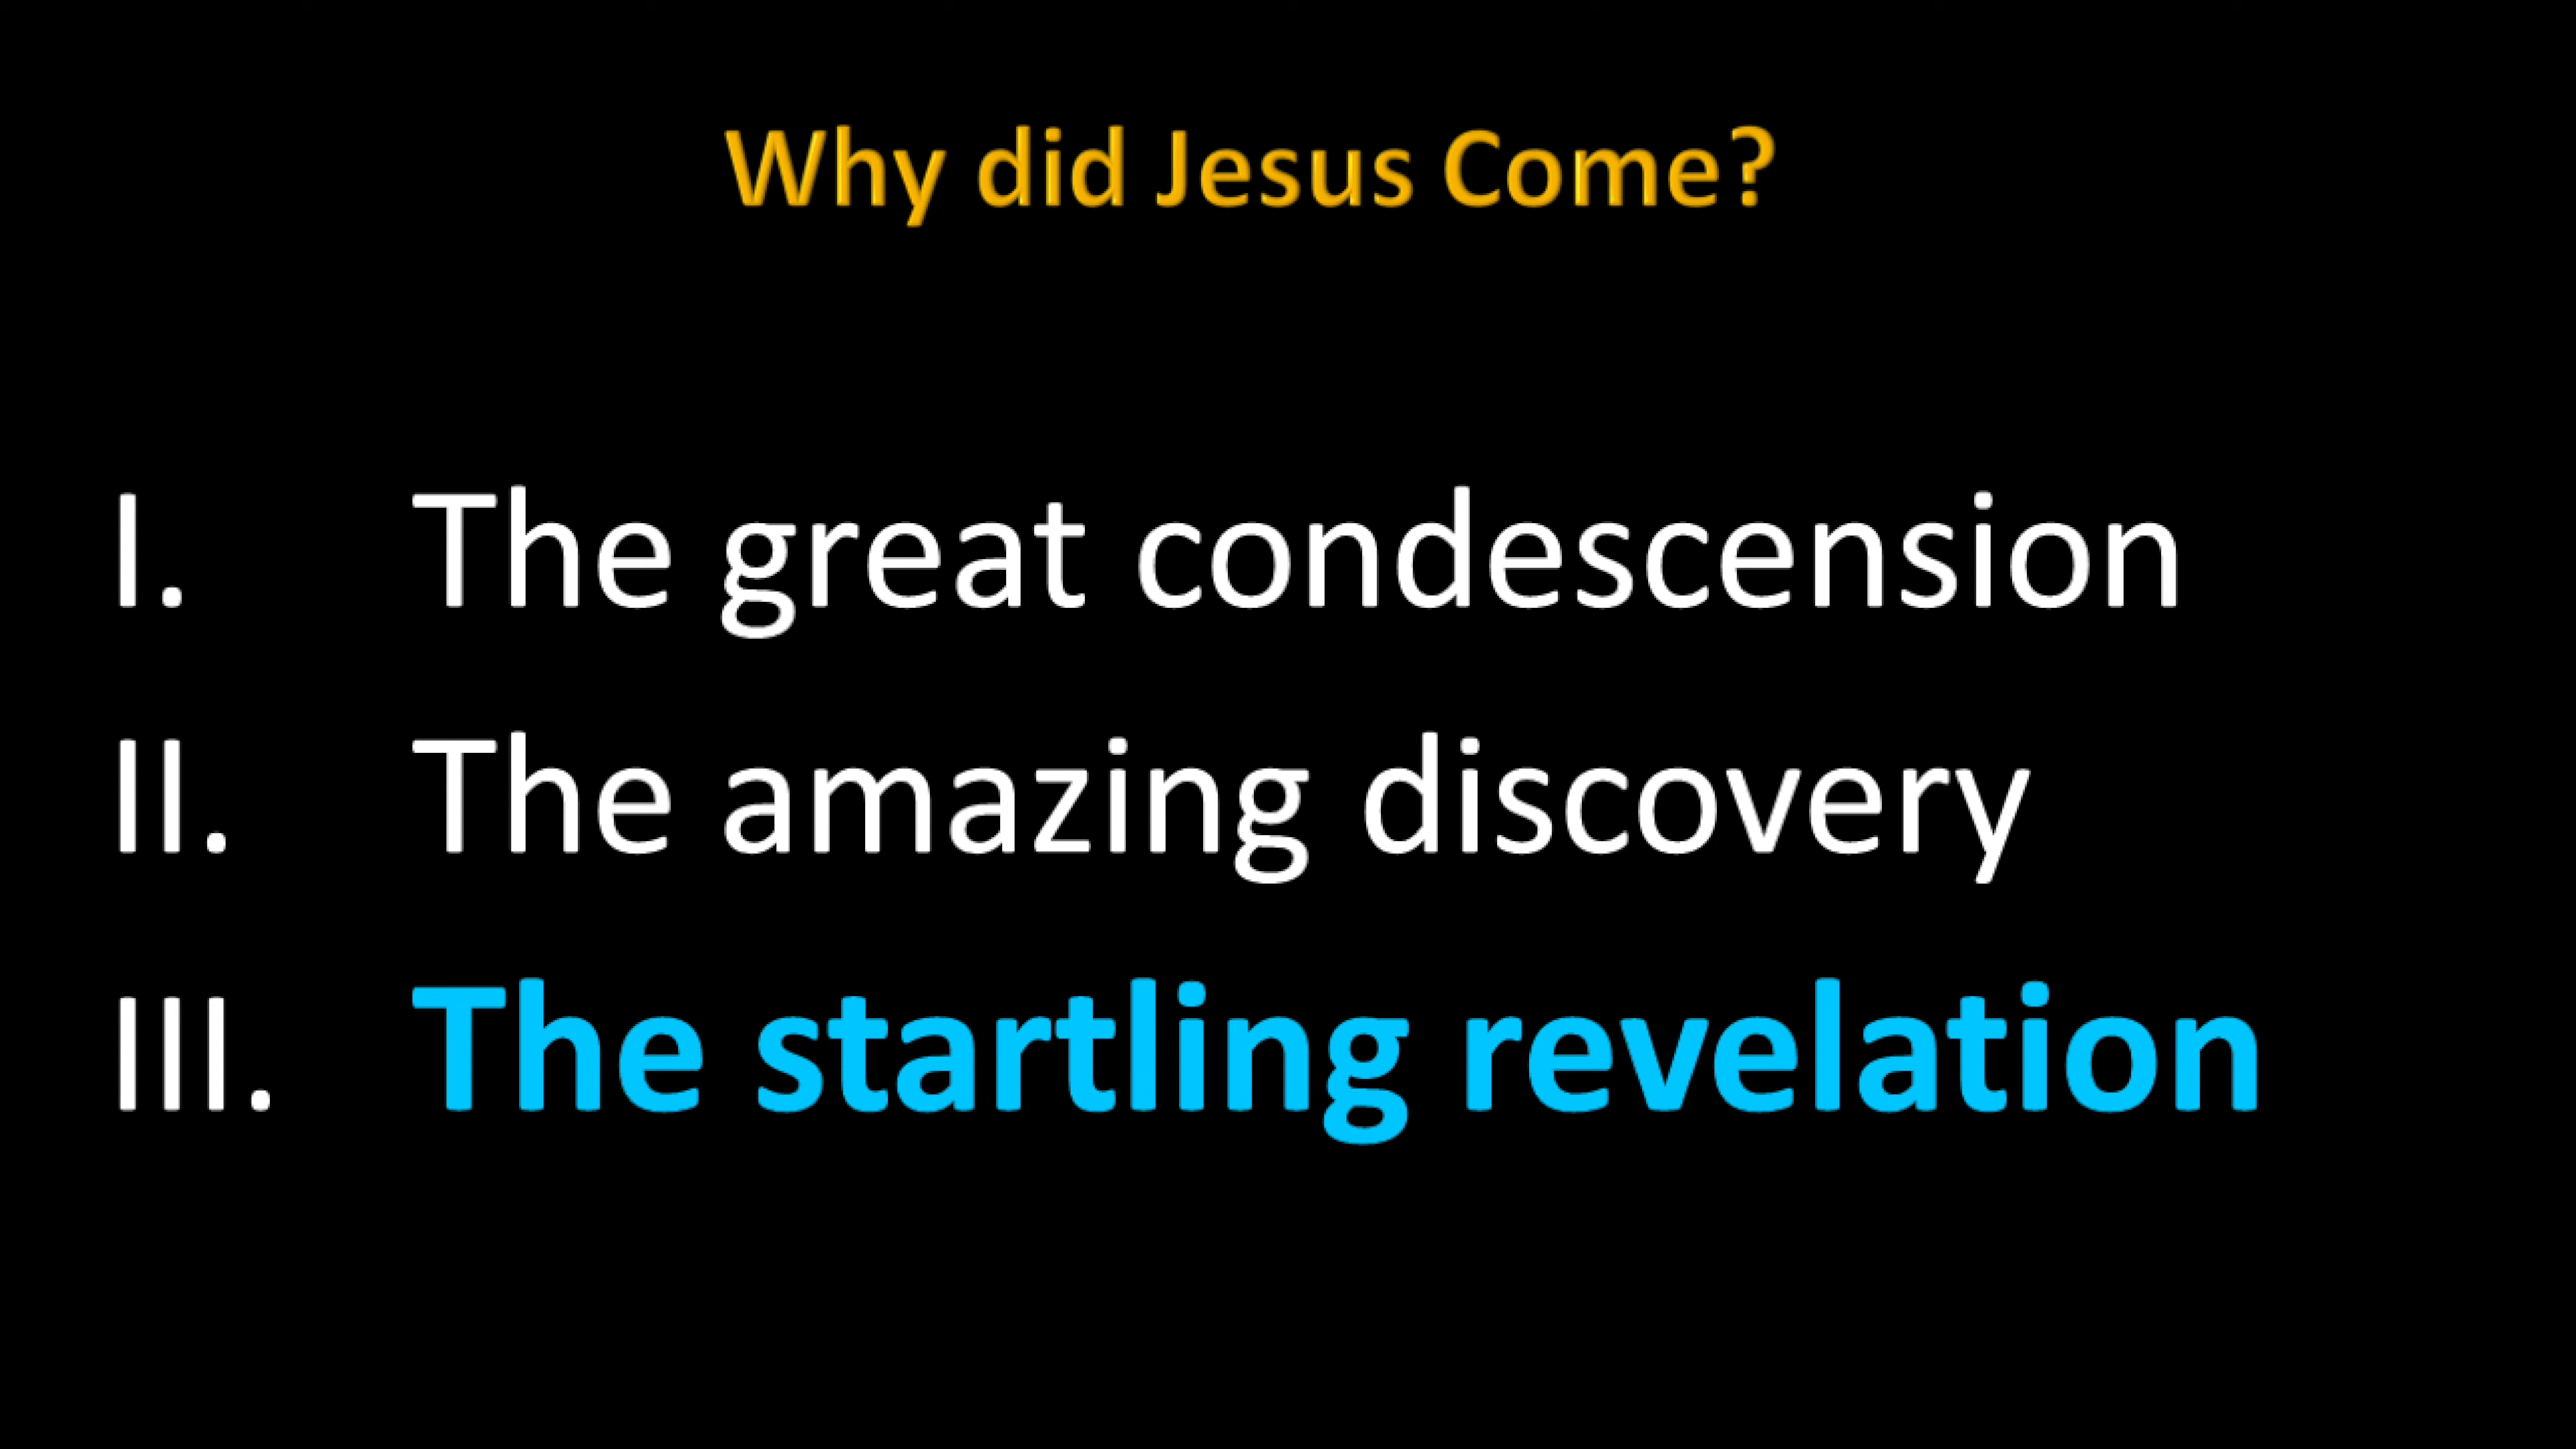 Why did Jesus Come?
I. The great condescension
II. The amazing discovery
III. The startling revelation